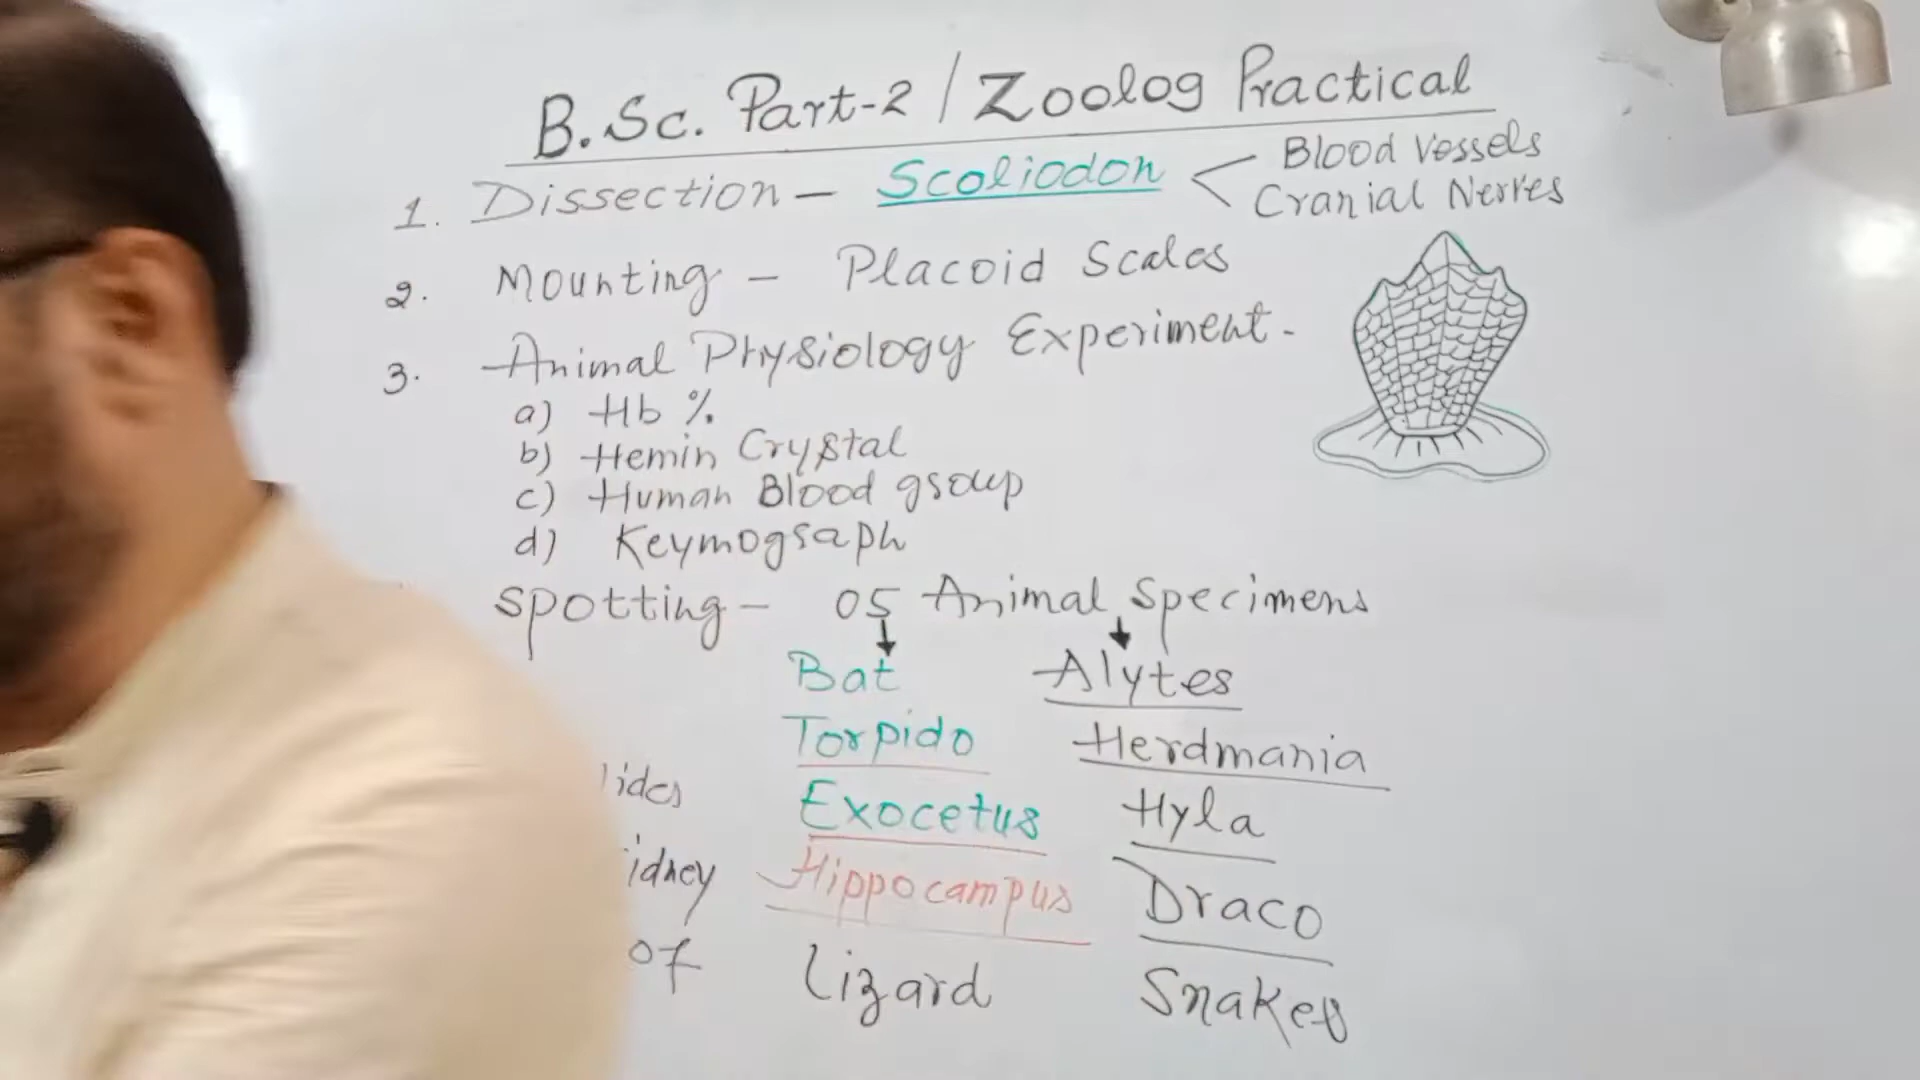 B.Sc. Part-2 / Zoolog Practical
1. Dissection - Scoliodon < Blood Vessels
Cranial Nerves
2. Mounting - Placoid Scales
3. Animal Physiology Experiment -
a) Hb %
b) Hemin Crystal
c) Human Blood group
d) Keymograph
Spotting - 05 Animal Specimens
Bat Alytes
Torpido Herdmania
lides Exocetus Hyla
idney Hippocampus Draco
of Lizard Snakes